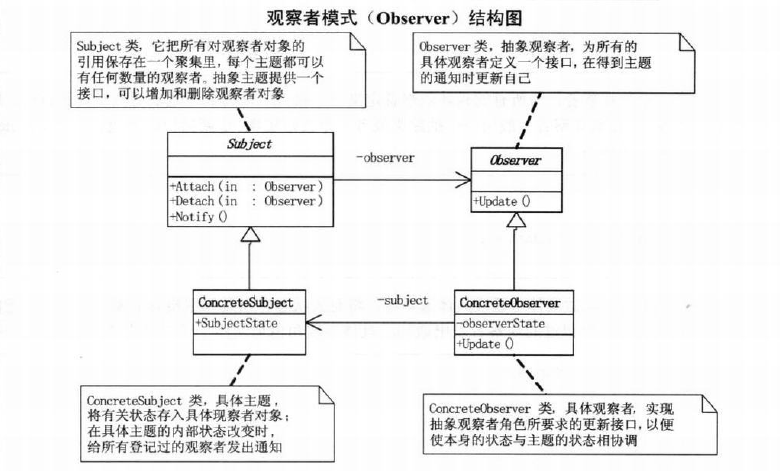 观察者模式（Observer）结构图
Subject 类，它把所有对观察者对象的
引用保存在一个聚集里，每个主题都可以
有任何数量的观察者。抽象主题提供一个
接口，可以增加和删除观察者对象
Observer 类，抽象观察者，为所有的
具体观察者定义一个接口，在得到主题
的通知时更新自己
Subject
+Attach(in : Observer)
+Detach(in : Observer)
+Notify()
-observer
Observer
+Update()
ConcreteSubject
+SubjectState
-subject
ConcreteObserver
-observerState
+Update()
ConcreteSubject 类，具体主题，
将有关状态存入具体现察者对象；
在具体主题的内部状态改变时，
给所有登记过的观察者发出通知
ConcreteObserver 类，具体观察者，实现
抽象观察者角色所要求的更新接口，以便
使本身的状态与主题的状态相协调